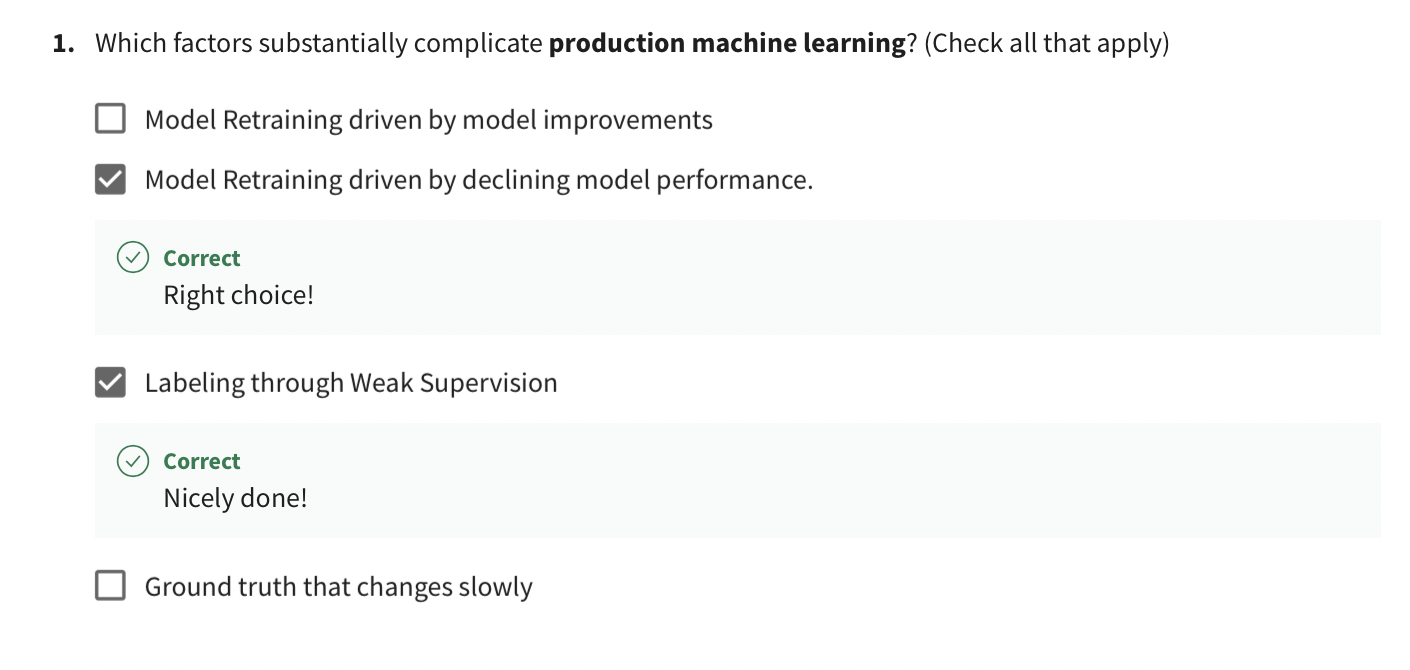 1. Which factors substantially complicate production machine learning? (Check all that apply)
Model Retraining driven by model improvements
Model Retraining driven by declining model performance.
Correct
Right choice!
Labeling through Weak Supervision
Correct
Nicely done!
Ground truth that changes slowly